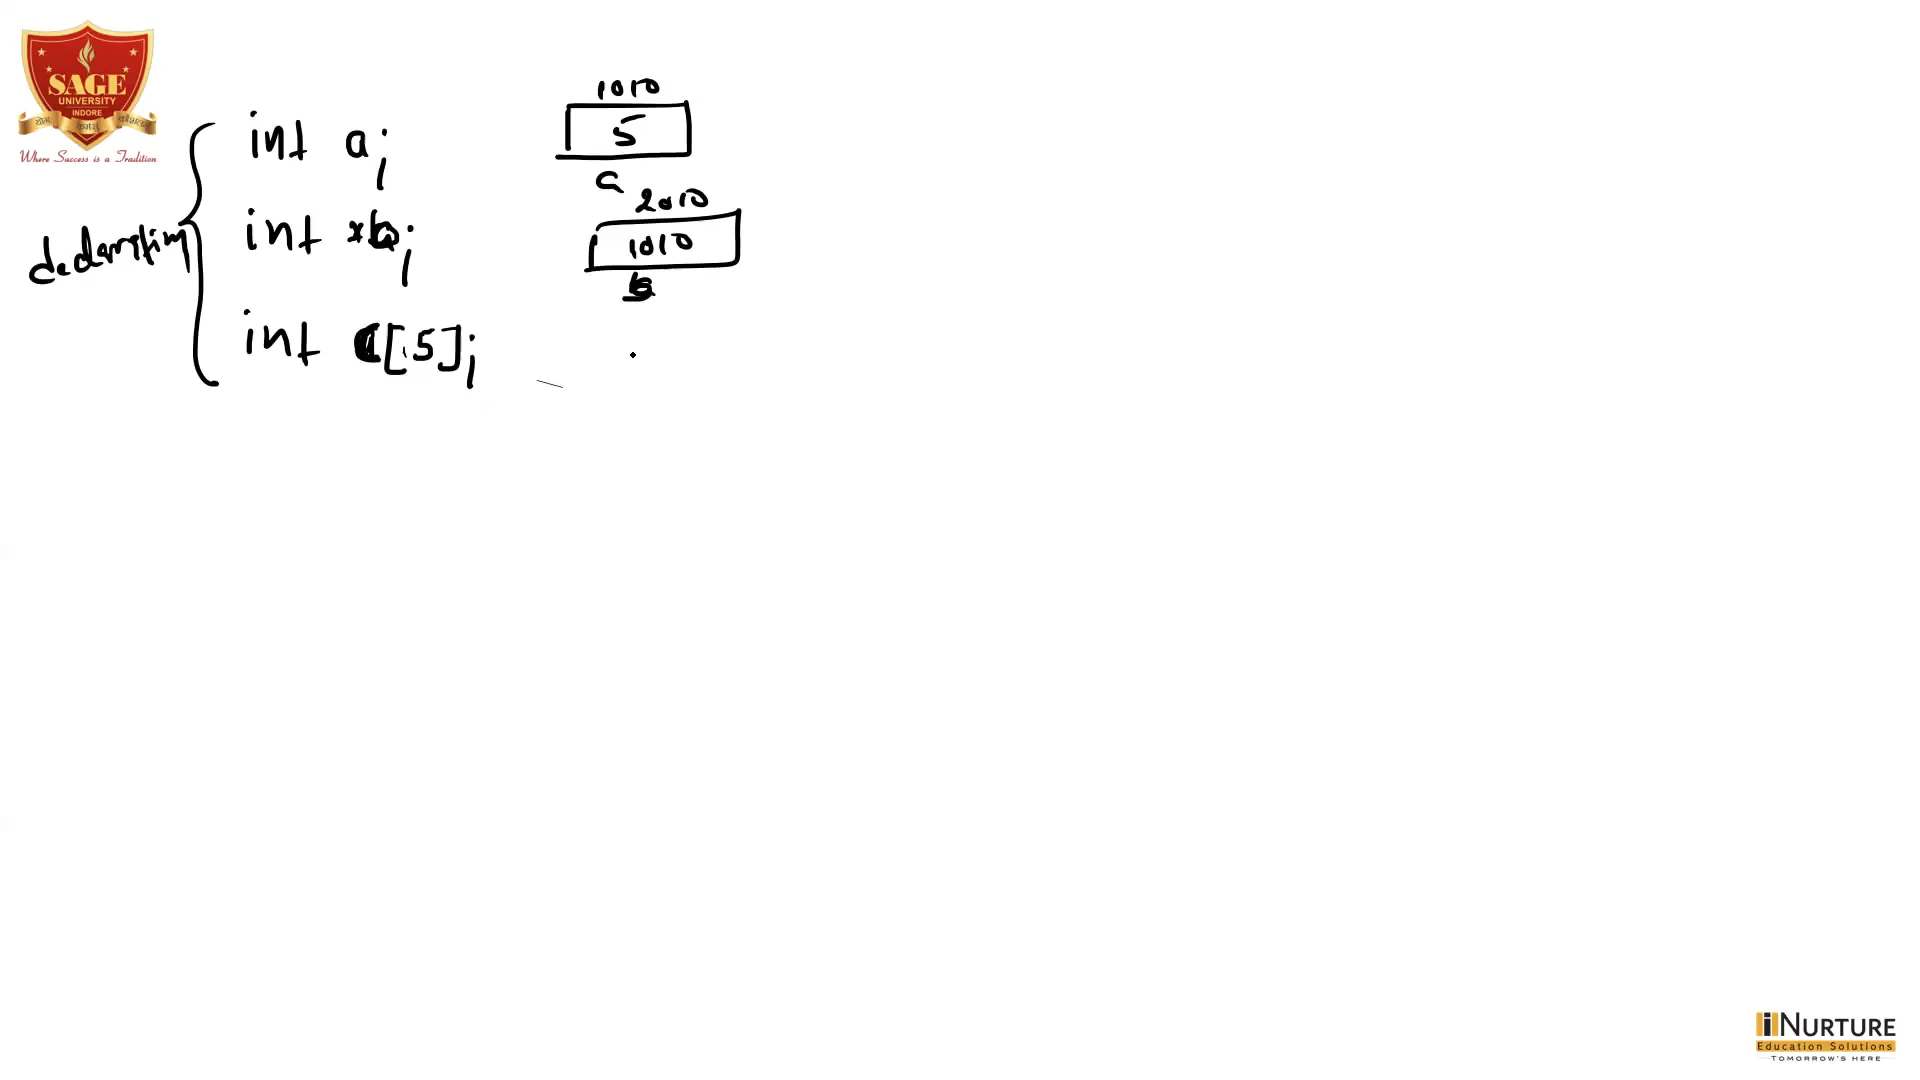 SAGE
UNIVERSITY
INDORE
Where Success is a Tradition
declaration
int a;
1010
5
a
int *b;
2010
1010
b
int C[5];
iNURTURE
Education Solutions
TOMORROW'S HERE